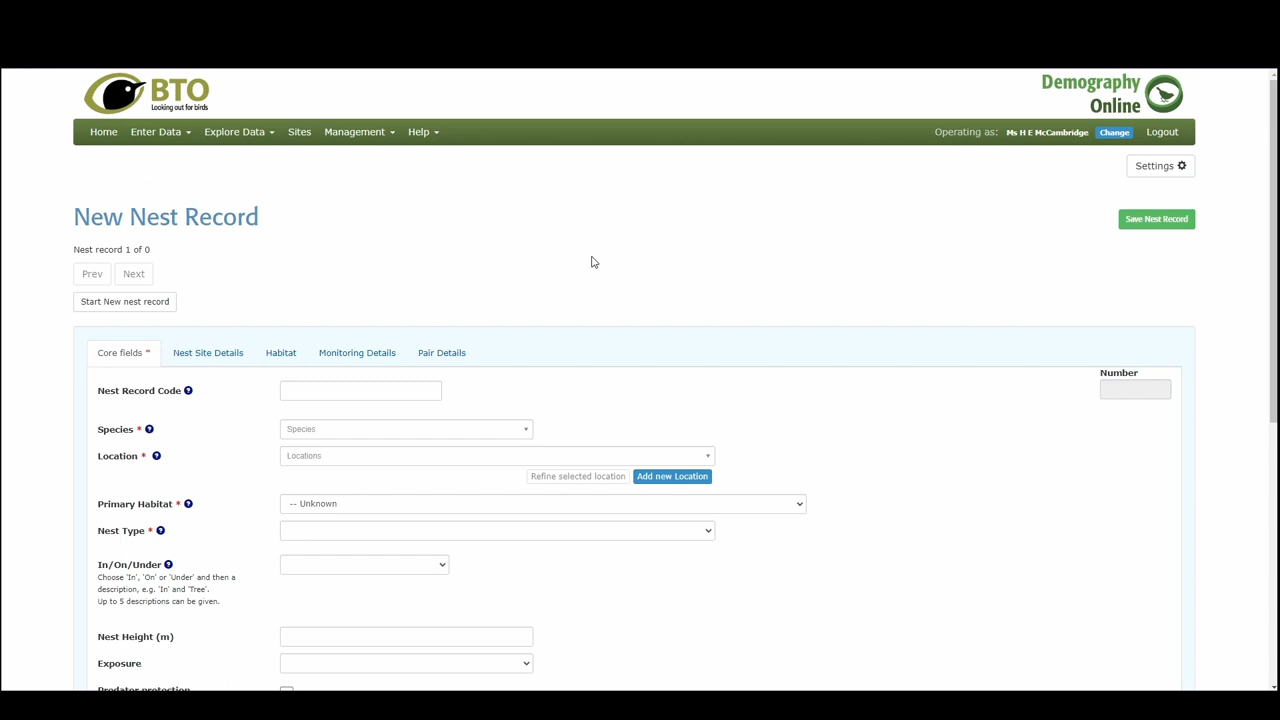 BTO
Looking out for birds
Demography
Online
Home Enter Data Explore Data Sites Management Help Operating as: Ms H E McCambridge Change Logout
Settings
New Nest Record
Save Nest Record
Nest record 1 of 0
Prev Next
Start New nest record
Core fields * Nest Site Details Habitat Monitoring Details Pair Details
Number
Nest Record Code
Species * Species
Location * Locations
Refine selected location Add new Location
Primary Habitat * -- Unknown
Nest Type *
In/On/Under
Choose 'In', 'On' or 'Under' and then a
description, e.g. 'In' and 'Tree'.
Up to 5 descriptions can be given.
Nest Height (m)
Exposure
Predator protection